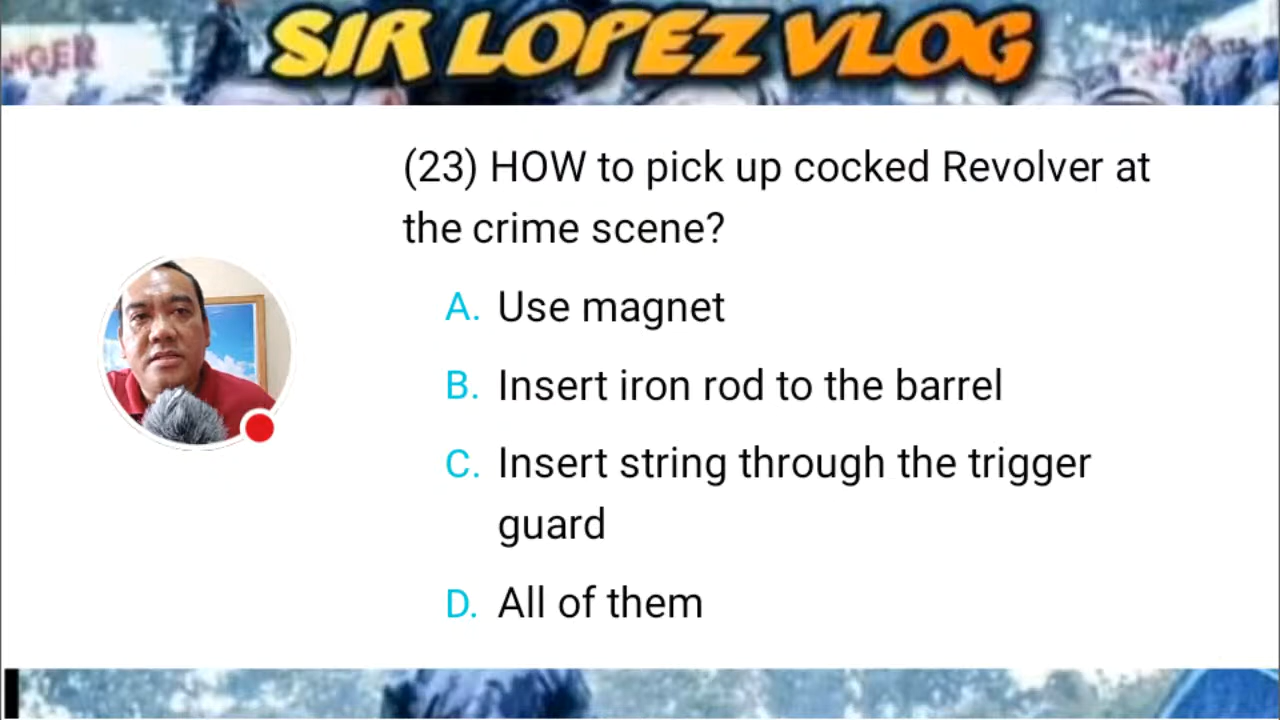 SIR LOPEZ VLOG
(23) HOW to pick up cocked Revolver at
the crime scene?
A. Use magnet
B. Insert iron rod to the barrel
C. Insert string through the trigger
guard
D. All of them